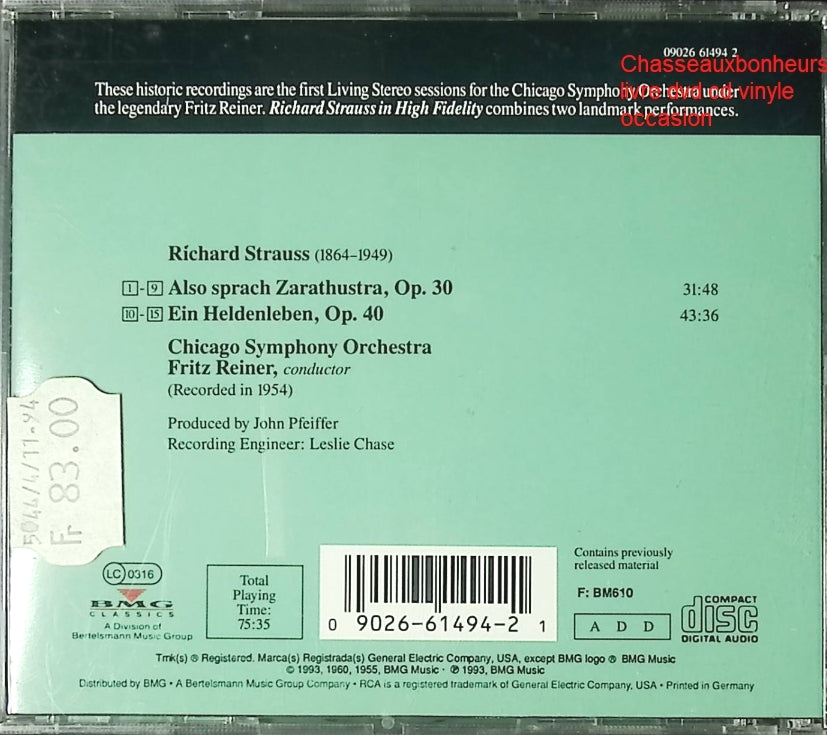 09026 61494 2
Chasseauxbonheurs
livre dvd cd vinyle
occasion
These historic recordings are the first Living Stereo sessions for the Chicago Symphony Orchestra under
the legendary Fritz Reiner. Richard Strauss in High Fidelity combines two landmark performances.
Richard Strauss (1864–1949)
1-9 Also sprach Zarathustra, Op. 30 31:48
10-15 Ein Heldenleben, Op. 40 43:36
Chicago Symphony Orchestra
Fritz Reiner, conductor
(Recorded in 1954)
Produced by John Pfeiffer
Recording Engineer: Leslie Chase
5044/4/11.94
Fr 83.00
LC 0316
BMG
CLASSICS
A Division of
Bertelsmann Music Group
Total
Playing
Time:
75:35
0 9026-61494-2 1
Contains previously
released material
F: BM610
A D D
COMPACT
disc
DIGITAL AUDIO
Tmk(s) ® Registered. Marca(s) Registrada(s) General Electric Company, USA, except BMG logo ® BMG Music
© 1993, 1960, 1955, BMG Music · ℗ 1993, BMG Music
Distributed by BMG • A Bertelsmann Music Group Company • RCA is a registered trademark of General Electric Company, USA • Printed in Germany